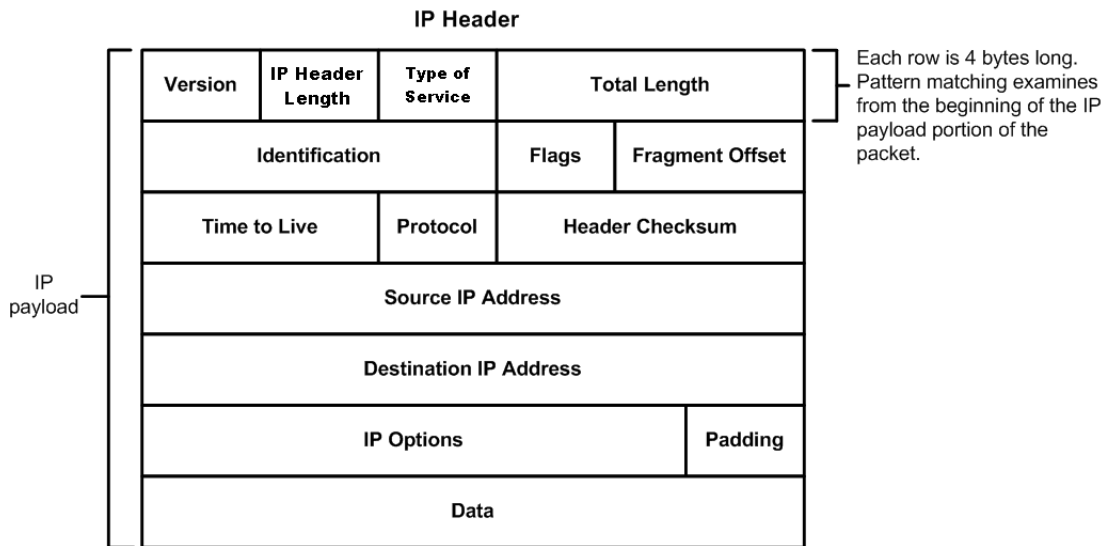 IP Header
Version
IP Header
Length
Type of
Service
Total Length
Each row is 4 bytes long.
Pattern matching examines
from the beginning of the IP
payload portion of the
packet.
Identification
Flags
Fragment Offset
Time to Live
Protocol
Header Checksum
IP
payload
Source IP Address
Destination IP Address
IP Options
Padding
Data